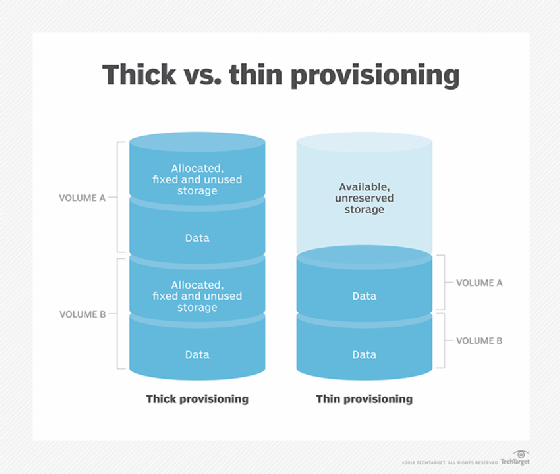 Thick vs. thin provisioning
VOLUME A
Allocated,
fixed and unused
storage
Data
VOLUME B
Allocated,
fixed and unused
storage
Data
Thick provisioning
Available,
unreserved
storage
Data
VOLUME A
Data
VOLUME B
Thin provisioning
©2018 TECHTARGET. ALL RIGHTS RESERVED
TechTarget